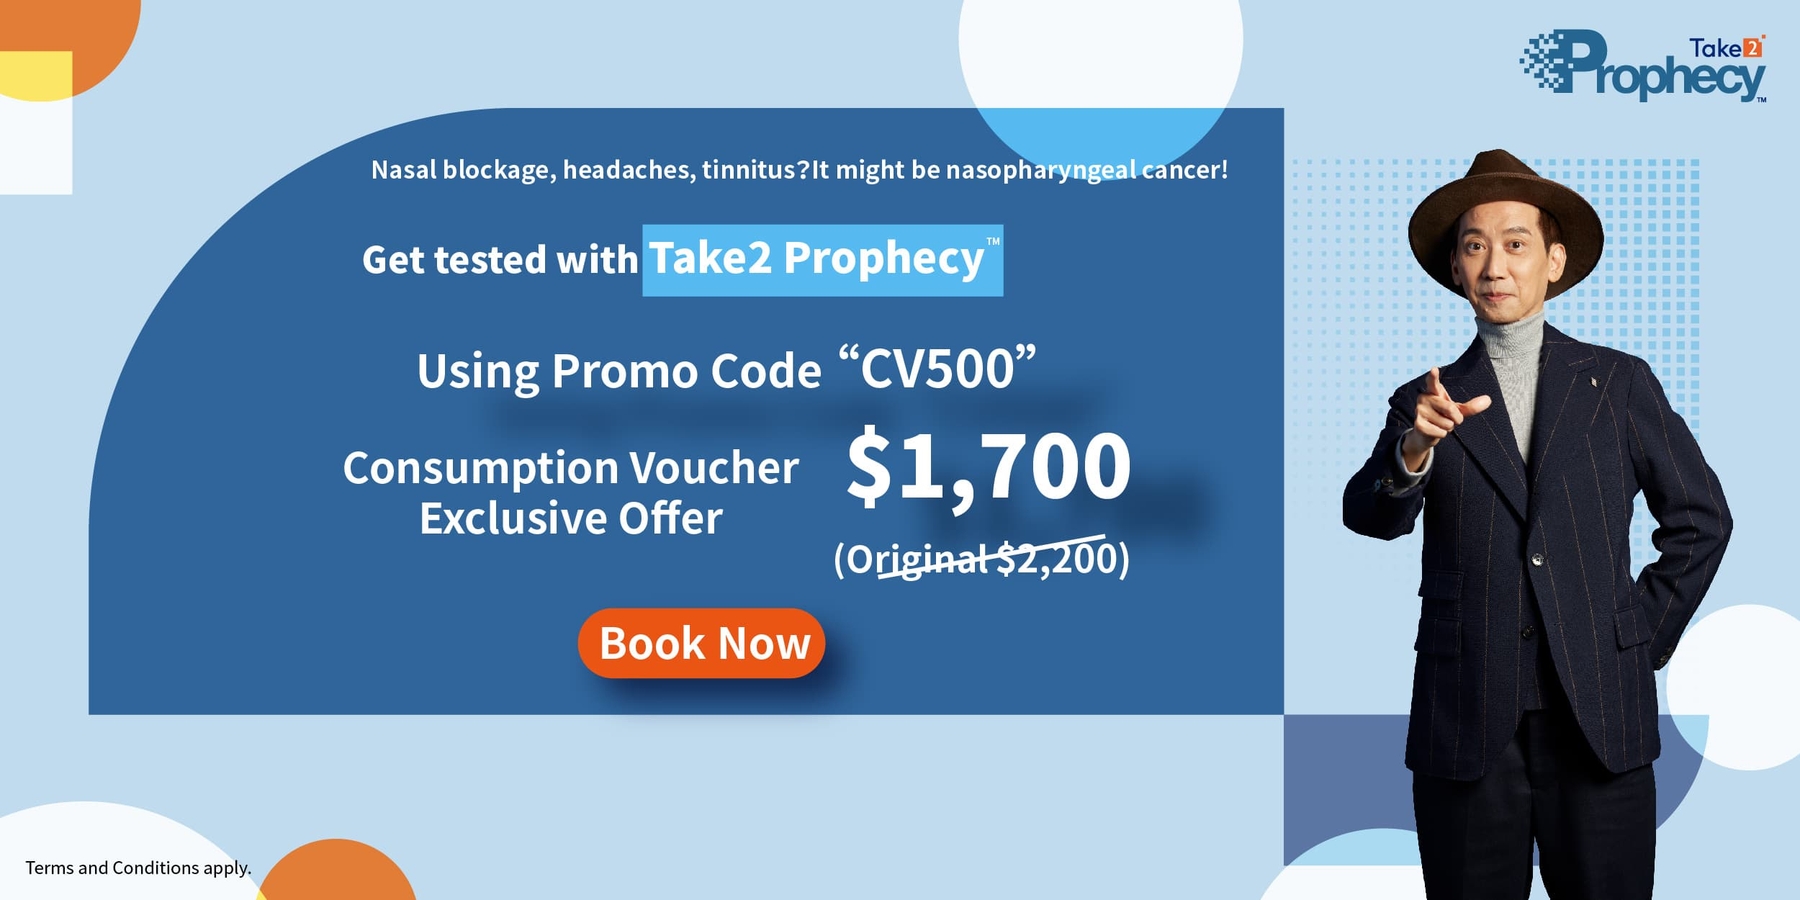 Take2
Prophecy™
Nasal blockage, headaches, tinnitus?It might be nasopharyngeal cancer!
Get tested with Take2 Prophecy™
Using Promo Code “CV500”
Consumption Voucher
Exclusive Offer
$1,700
(Original $2,200)
Book Now
Terms and Conditions apply.